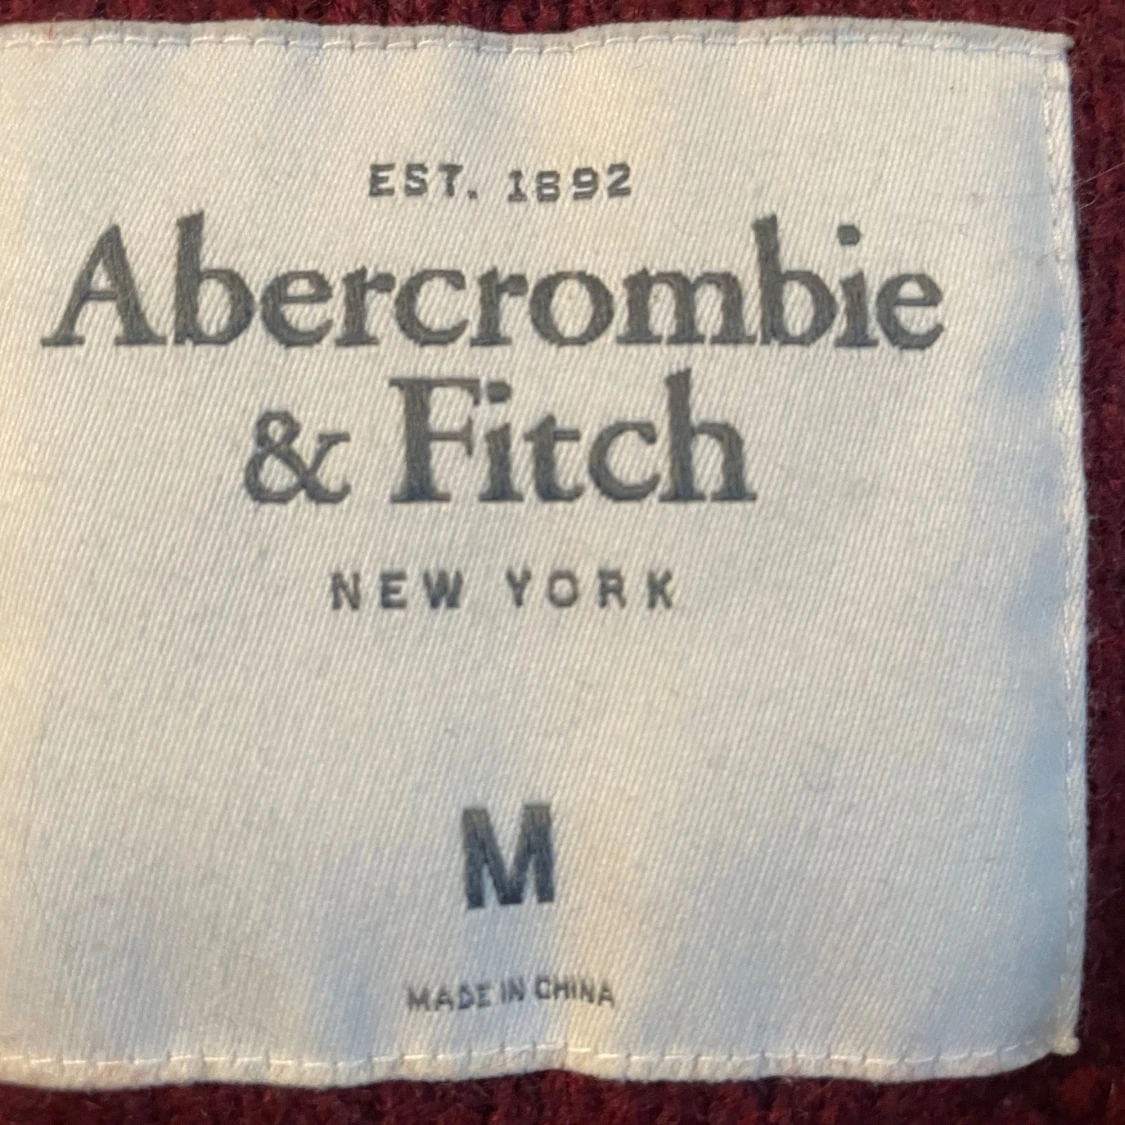 EST. 1892
Abercrombie
& Fitch
NEW YORK
M
MADE IN CHINA